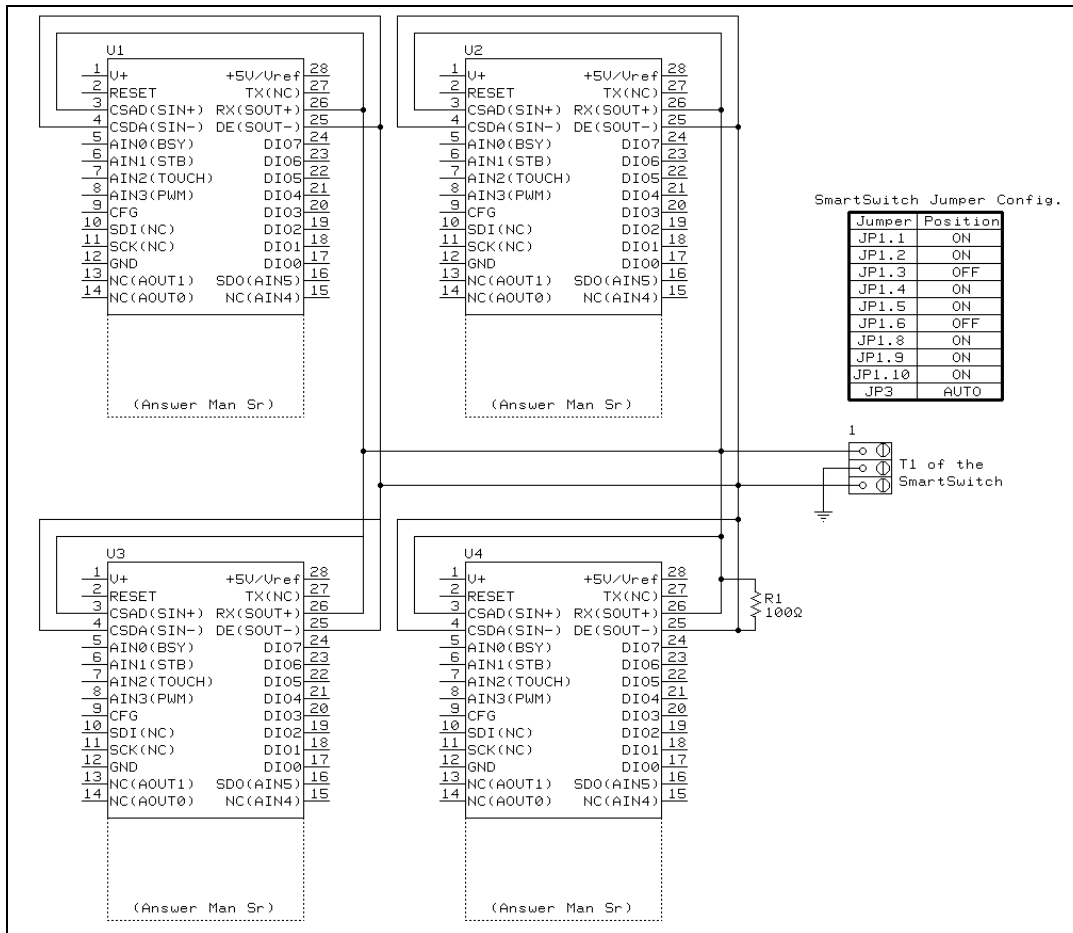 U1
1 V+ +5V/Vref 28
2 RESET TX(NC) 27
3 CSAD(SIN+) RX(SOUT+) 26
4 CSDA(SIN-) DE(SOUT-) 25
5 AIN0(BSY) DIO7 24
6 AIN1(STB) DIO6 23
7 AIN2(TOUCH) DIO5 22
8 AIN3(PWM) DIO4 21
9 CFG DIO3 20
10 SDI(NC) DIO2 19
11 SCK(NC) DIO1 18
12 GND DIO0 17
13 NC(AOUT1) SDO(AIN5) 16
14 NC(AOUT0) NC(AIN4) 15
(Answer Man Sr)
U2
1 V+ +5V/Vref 28
2 RESET TX(NC) 27
3 CSAD(SIN+) RX(SOUT+) 26
4 CSDA(SIN-) DE(SOUT-) 25
5 AIN0(BSY) DIO7 24
6 AIN1(STB) DIO6 23
7 AIN2(TOUCH) DIO5 22
8 AIN3(PWM) DIO4 21
9 CFG DIO3 20
10 SDI(NC) DIO2 19
11 SCK(NC) DIO1 18
12 GND DIO0 17
13 NC(AOUT1) SDO(AIN5) 16
14 NC(AOUT0) NC(AIN4) 15
(Answer Man Sr)
SmartSwitch Jumper Config.
Jumper Position
JP1.1 ON
JP1.2 ON
JP1.3 OFF
JP1.4 ON
JP1.5 ON
JP1.6 OFF
JP1.8 ON
JP1.9 ON
JP1.10 ON
JP3 AUTO
1
T1 of the
SmartSwitch
U3
1 V+ +5V/Vref 28
2 RESET TX(NC) 27
3 CSAD(SIN+) RX(SOUT+) 26
4 CSDA(SIN-) DE(SOUT-) 25
5 AIN0(BSY) DIO7 24
6 AIN1(STB) DIO6 23
7 AIN2(TOUCH) DIO5 22
8 AIN3(PWM) DIO4 21
9 CFG DIO3 20
10 SDI(NC) DIO2 19
11 SCK(NC) DIO1 18
12 GND DIO0 17
13 NC(AOUT1) SDO(AIN5) 16
14 NC(AOUT0) NC(AIN4) 15
(Answer Man Sr)
U4
1 V+ +5V/Vref 28
2 RESET TX(NC) 27
3 CSAD(SIN+) RX(SOUT+) 26
4 CSDA(SIN-) DE(SOUT-) 25
5 AIN0(BSY) DIO7 24
6 AIN1(STB) DIO6 23
7 AIN2(TOUCH) DIO5 22
8 AIN3(PWM) DIO4 21
9 CFG DIO3 20
10 SDI(NC) DIO2 19
11 SCK(NC) DIO1 18
12 GND DIO0 17
13 NC(AOUT1) SDO(AIN5) 16
14 NC(AOUT0) NC(AIN4) 15
(Answer Man Sr)
R1
100Ω